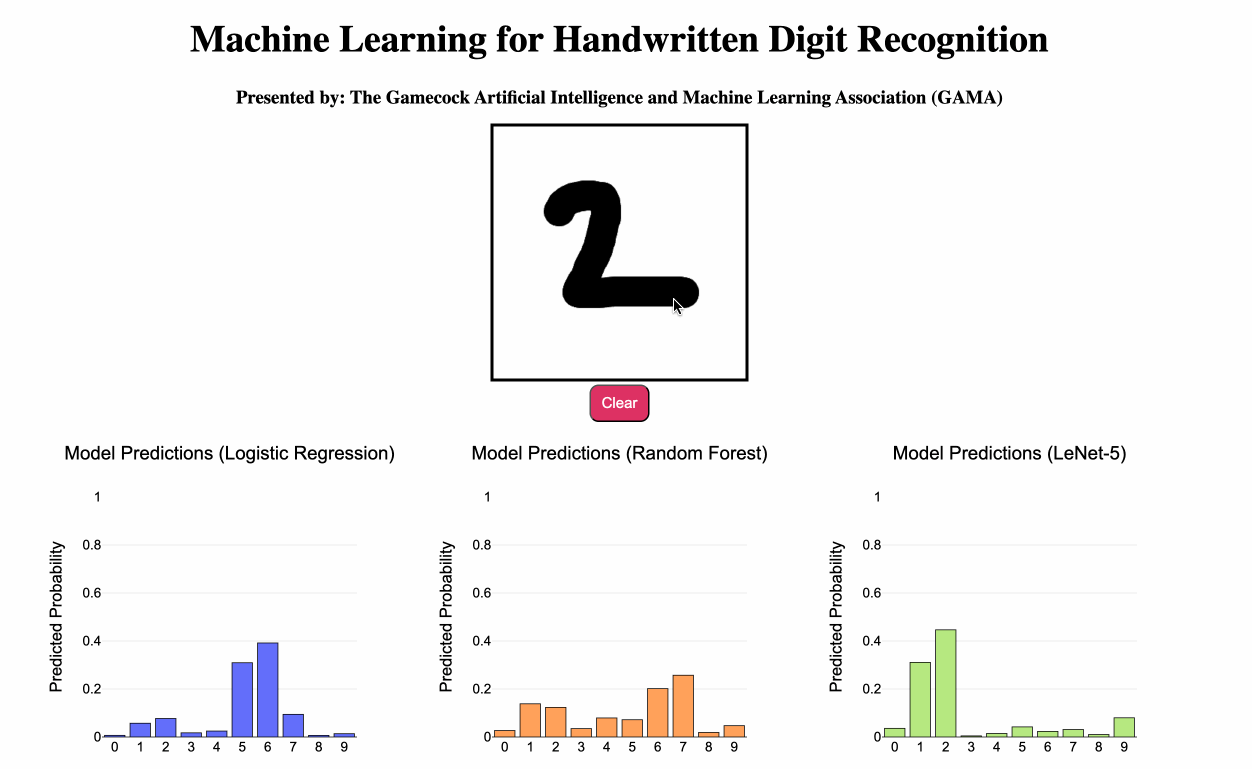 Machine Learning for Handwritten Digit Recognition
Presented by: The Gamecock Artificial Intelligence and Machine Learning Association (GAMA)
2
Clear
Model Predictions (Logistic Regression)
1
0.8
0.6
0.4
0.2
0
Predicted Probability
0 1 2 3 4 5 6 7 8 9
Model Predictions (Random Forest)
1
0.8
0.6
0.4
0.2
0
Predicted Probability
0 1 2 3 4 5 6 7 8 9
Model Predictions (LeNet-5)
1
0.8
0.6
0.4
0.2
0
Predicted Probability
0 1 2 3 4 5 6 7 8 9